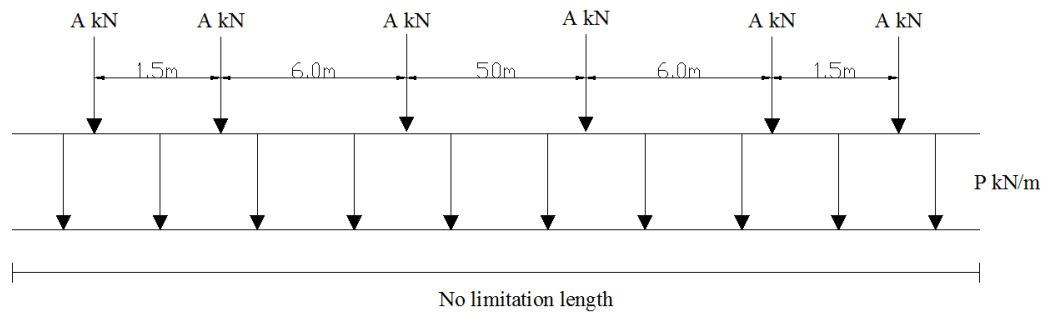 A kN A kN A kN A kN A kN A kN
1.5m 6.0m 50m 6.0m 1.5m
P kN/m
No limitation length